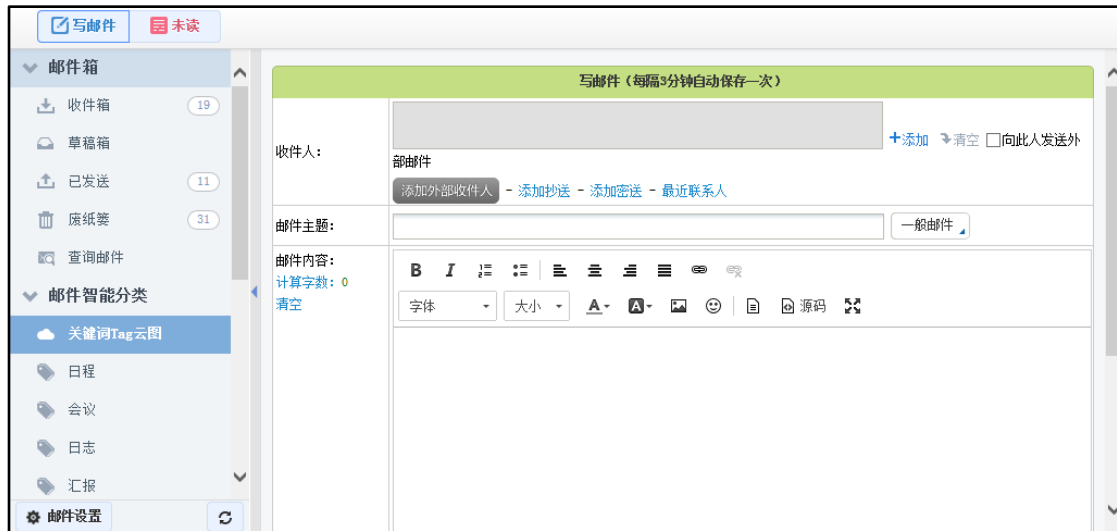 写邮件 未读
邮件箱
收件箱 19
草稿箱
已发送 11
废纸篓 31
查询邮件
邮件智能分类
关键词Tag云图
日程
会议
日志
汇报
邮件设置
写邮件（每隔3分钟自动保存一次）
收件人： +添加 清空 向此人发送外
部邮件
添加外部收件人 - 添加抄送 - 添加密送 - 最近联系人
邮件主题： 一般邮件
邮件内容：
计算字数：0
清空
B I
字体 大小 A A 源码